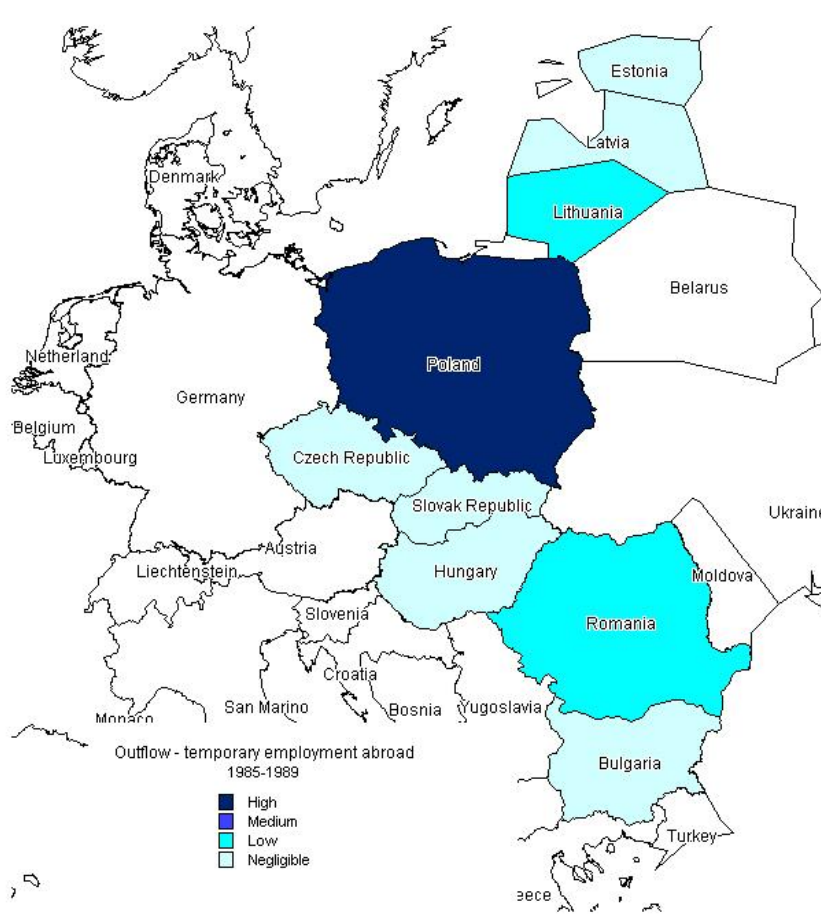 Estonia
Latvia
Denmark
Lithuania
Belarus
Netherland
Poland
Germany
Belgium
Luxembourg
Czech Republic
Slovak Republic
Ukraine
Austria
Liechtenstein
Hungary
Moldova
Slovenia
Romania
Croatia
San Marino
Bosnia
Yugoslavia
Monaco
Outflow - temporary employment abroad
1985-1989
Bulgaria
High
Medium
Low
Negligible
Turkey
eece